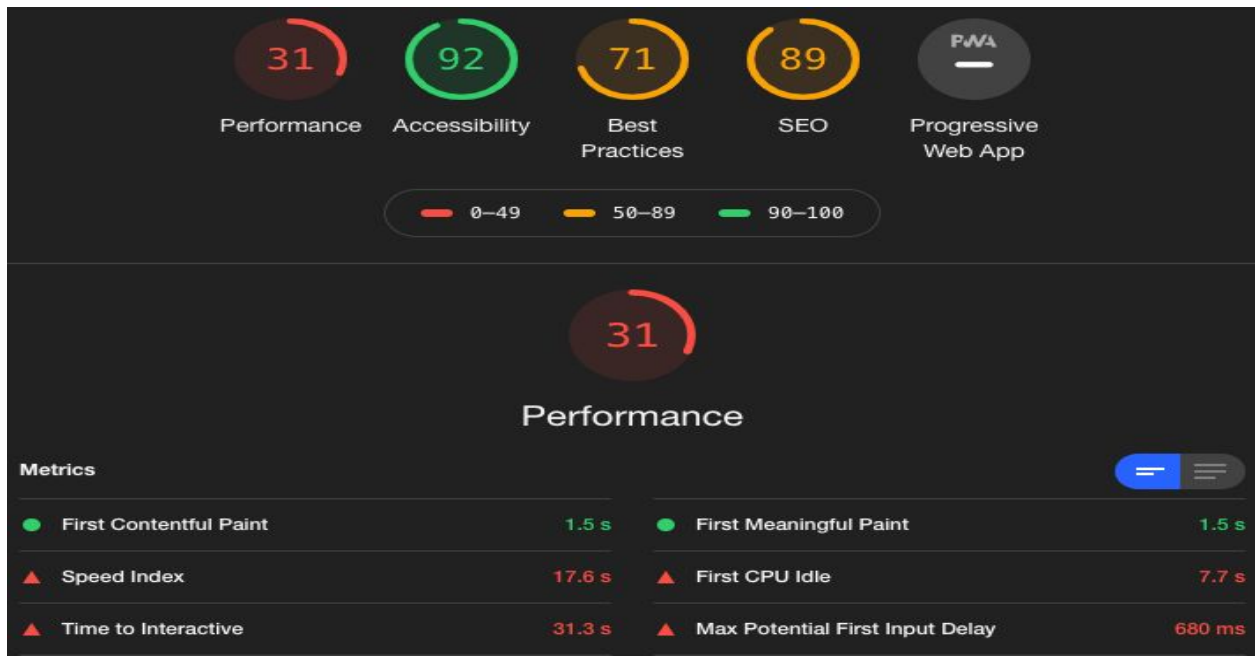 31 92 71 89 PWA
Performance Accessibility Best Practices SEO Progressive Web App
0–49 50–89 90–100
31
Performance
Metrics
First Contentful Paint 1.5 s First Meaningful Paint 1.5 s
Speed Index 17.6 s First CPU Idle 7.7 s
Time to Interactive 31.3 s Max Potential First Input Delay 680 ms